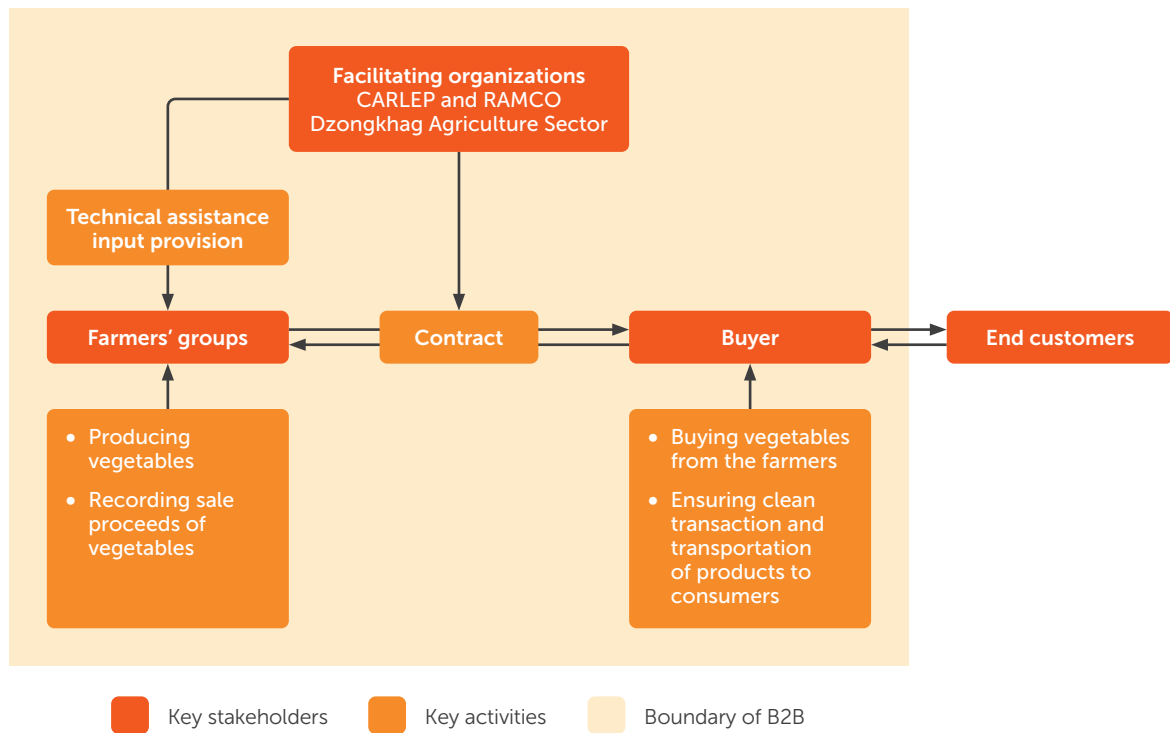 Facilitating organizations
CARLEP and RAMCO
Dzongkhag Agriculture Sector
Technical assistance
input provision
Farmers’ groups
Contract
Buyer
End customers
• Producing
vegetables
• Recording sale
proceeds of
vegetables
• Buying vegetables
from the farmers
• Ensuring clean
transaction and
transportation
of products to
consumers
Key stakeholders
Key activities
Boundary of B2B